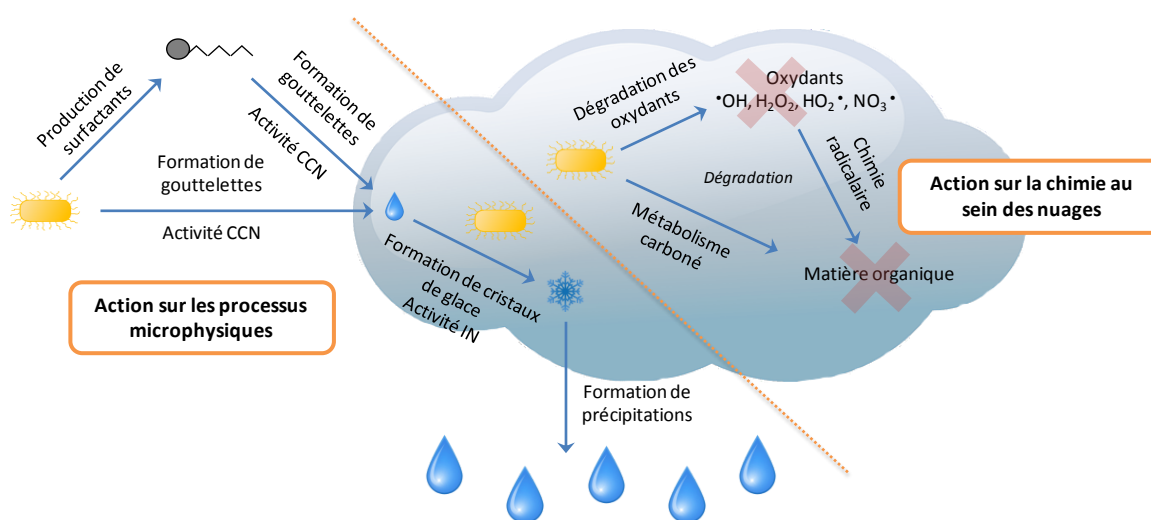 Production de
surfactants
Formation de
gouttelettes
Activité CCN
Formation de
gouttelettes
Activité CCN
Action sur les processus
microphysiques
Formation de cristaux
de glace
Activité IN
Formation de
précipitations
Dégradation des
oxydants
Oxydants
•OH, H₂O₂, HO₂•, NO₃•
Chimie
radicalaire
Dégradation
Métabolisme
carboné
Matière organique
Action sur la chimie au
sein des nuages